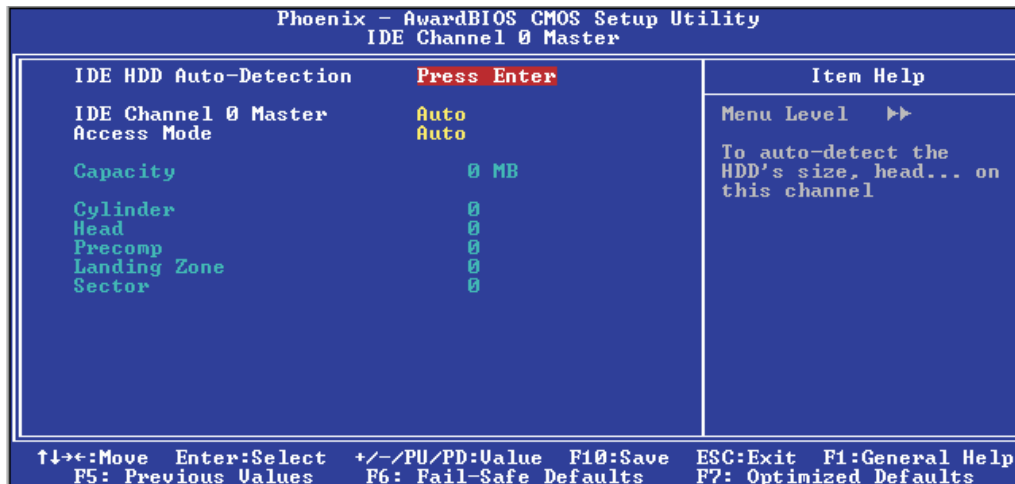 Phoenix - AwardBIOS CMOS Setup Utility
IDE Channel 0 Master
IDE HDD Auto-Detection Press Enter
IDE Channel 0 Master Auto
Access Mode Auto
Capacity 0 MB
Cylinder 0
Head 0
Precomp 0
Landing Zone 0
Sector 0
Item Help
Menu Level ▸▸
To auto-detect the
HDD's size, head... on
this channel
↑↓→←:Move Enter:Select +/-/PU/PD:Value F10:Save ESC:Exit F1:General Help
F5: Previous Values F6: Fail-Safe Defaults F7: Optimized Defaults